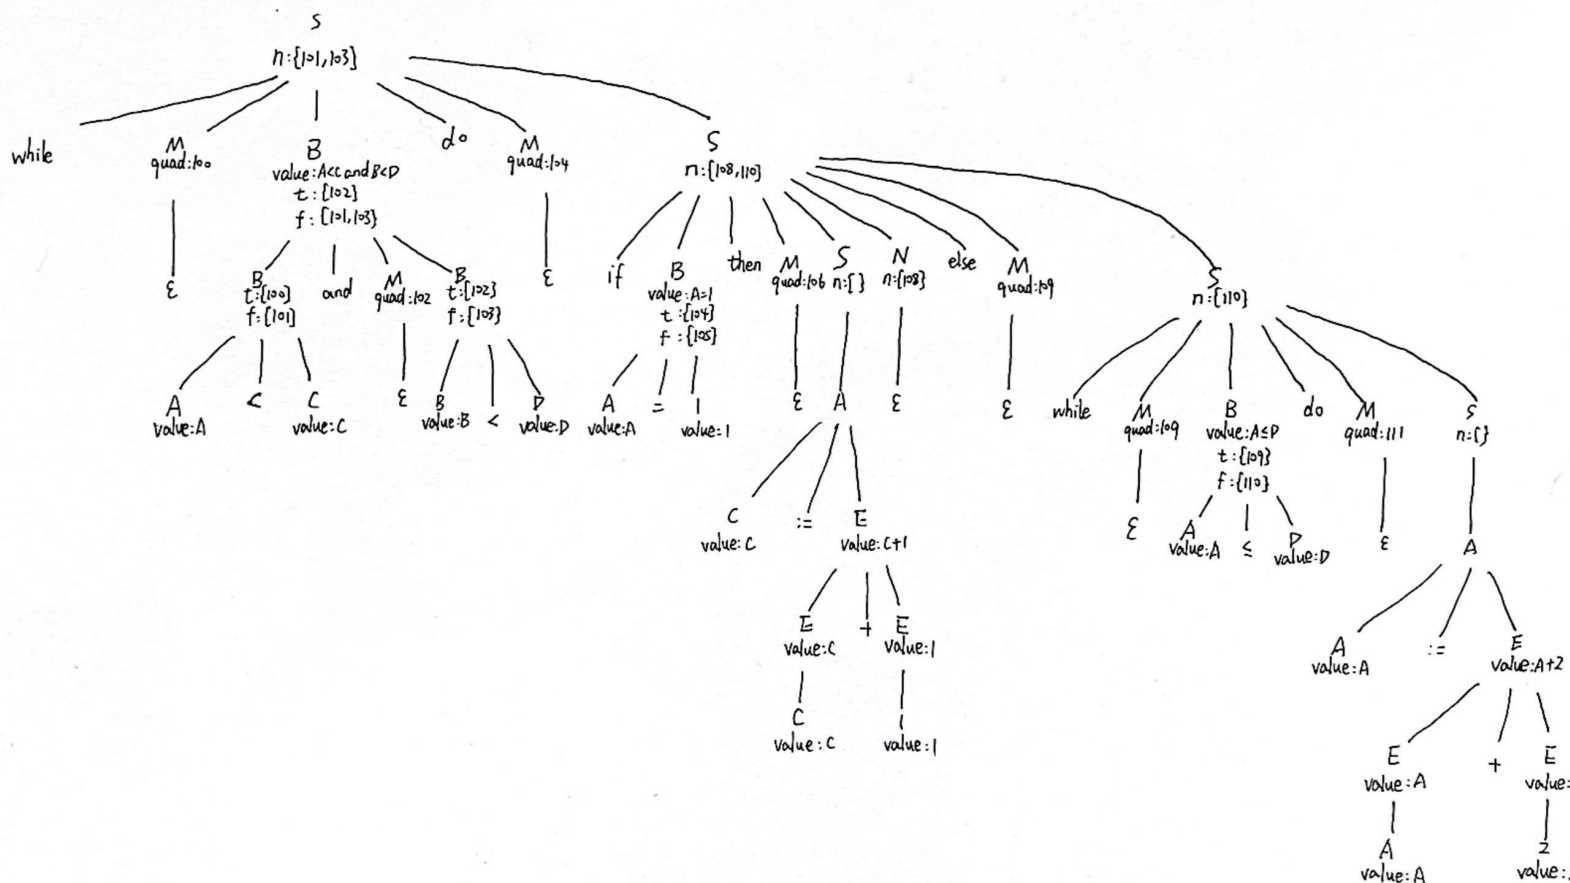 S
n:{101,103}
while
M
quad:100
B
value:A<C and B<D
t:{102}
f:{101,103}
do
M
quad:104
S
n:{108,110}
ε
B
t:{100}
f:{101}
and
M
quad:102
B
t:{102}
f:{103}
ε
if
B
value:A=1
t:{104}
f:{105}
then
M
quad:106
S
n:{}
N
n:{108}
else
M
quad:109
S
n:{110}
A
value:A
<
C
value:C
ε
B
value:B
<
D
value:D
A
value:A
=
1
value:1
ε
A
ε
ε
while
M
quad:109
B
value:A≤D
t:{109}
f:{110}
do
M
quad:111
S
n:{}
C
value:C
:=
E
value:C+1
ε
A
value:A
≤
D
value:D
ε
A
E
value:C
+
E
value:1
A
value:A
:=
E
value:A+2
C
value:C
1
value:1
E
value:A
+
E
value:
A
value:A
2
value: